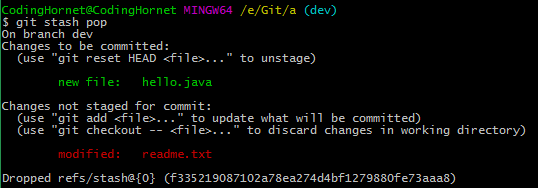 CodingHornet@CodingHornet MINGW64 /e/Git/a (dev)
$ git stash pop
On branch dev
Changes to be committed:
  (use "git reset HEAD <file>..." to unstage)

        new file:   hello.java

Changes not staged for commit:
  (use "git add <file>..." to update what will be committed)
  (use "git checkout -- <file>..." to discard changes in working directory)

        modified:   readme.txt

Dropped refs/stash@{0} (f335219087102a78ea274d4bf1279880fe73aaa8)